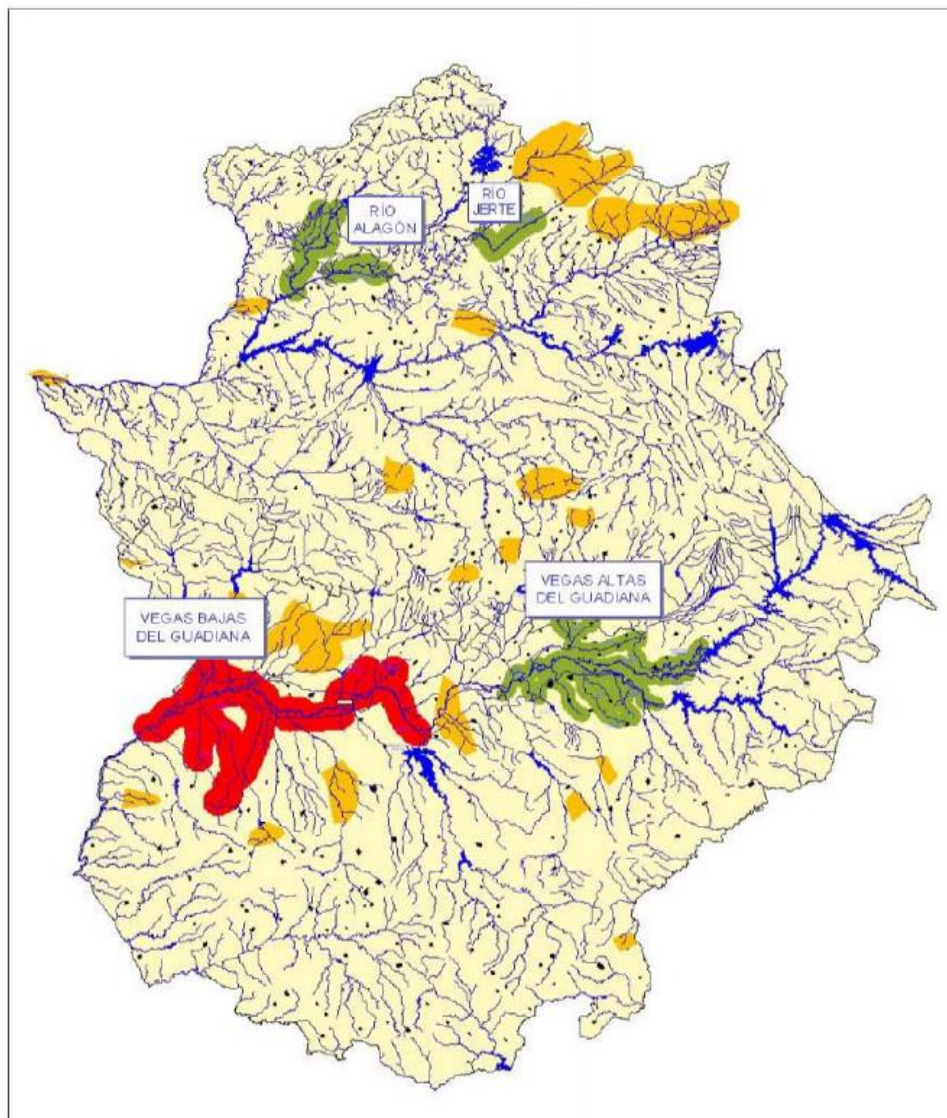 RÍO
ALAGÓN
RÍO
JERTE
VEGAS ALTAS
DEL GUADIANA
VEGAS BAJAS
DEL GUADIANA